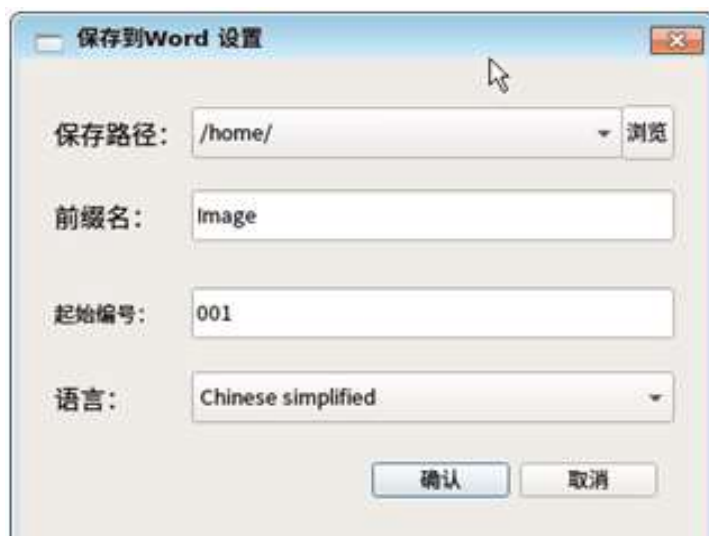 保存到Word 设置
保存路径： /home/ 浏览
前缀名： Image
起始编号： 001
语言： Chinese simplified
确认 取消